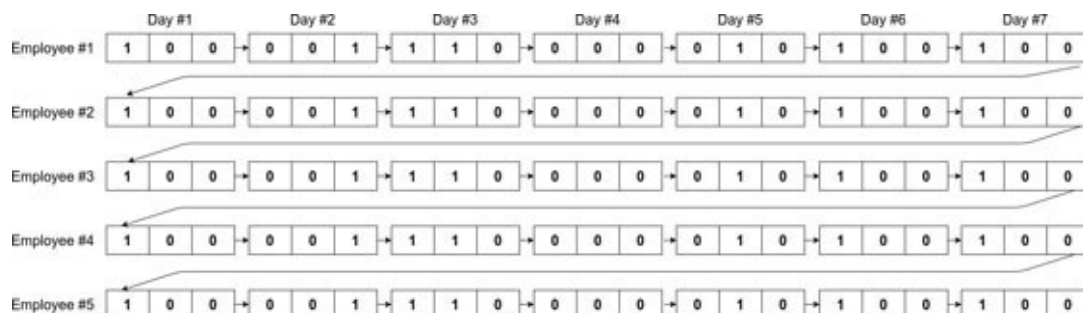 Day #1 Day #2 Day #3 Day #4 Day #5 Day #6 Day #7
Employee #1 1 0 0 0 0 1 1 1 0 0 0 0 0 1 0 1 0 0 1 0 0
Employee #2 1 0 0 0 0 1 1 1 0 0 0 0 0 1 0 1 0 0 1 0 0
Employee #3 1 0 0 0 0 1 1 1 0 0 0 0 0 1 0 1 0 0 1 0 0
Employee #4 1 0 0 0 0 1 1 1 0 0 0 0 0 1 0 1 0 0 1 0 0
Employee #5 1 0 0 0 0 1 1 1 0 0 0 0 0 1 0 1 0 0 1 0 0